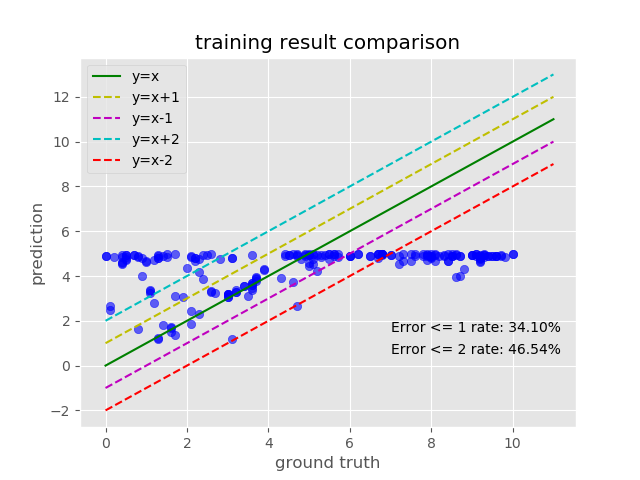 training result comparison
y=x
y=x+1
y=x-1
y=x+2
y=x-2
12
10
8
6
4
2
0
−2
prediction
Error <= 1 rate: 34.10%
Error <= 2 rate: 46.54%
0 2 4 6 8 10
ground truth